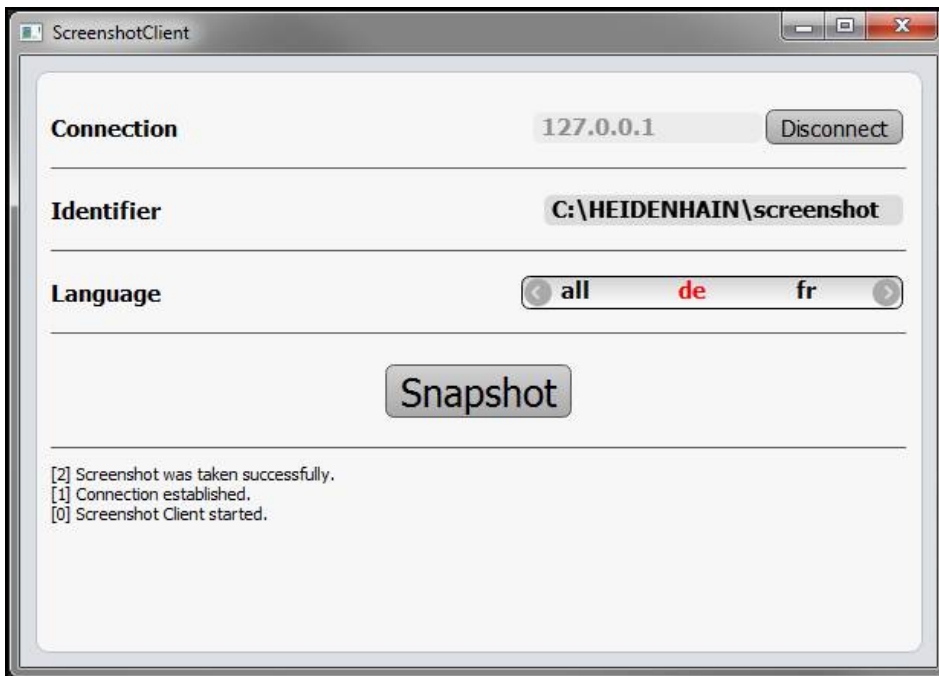 ScreenshotClient
Connection 127.0.0.1 Disconnect
Identifier C:\HEIDENHAIN\screenshot
Language all de fr
Snapshot
[2] Screenshot was taken successfully.
[1] Connection established.
[0] Screenshot Client started.